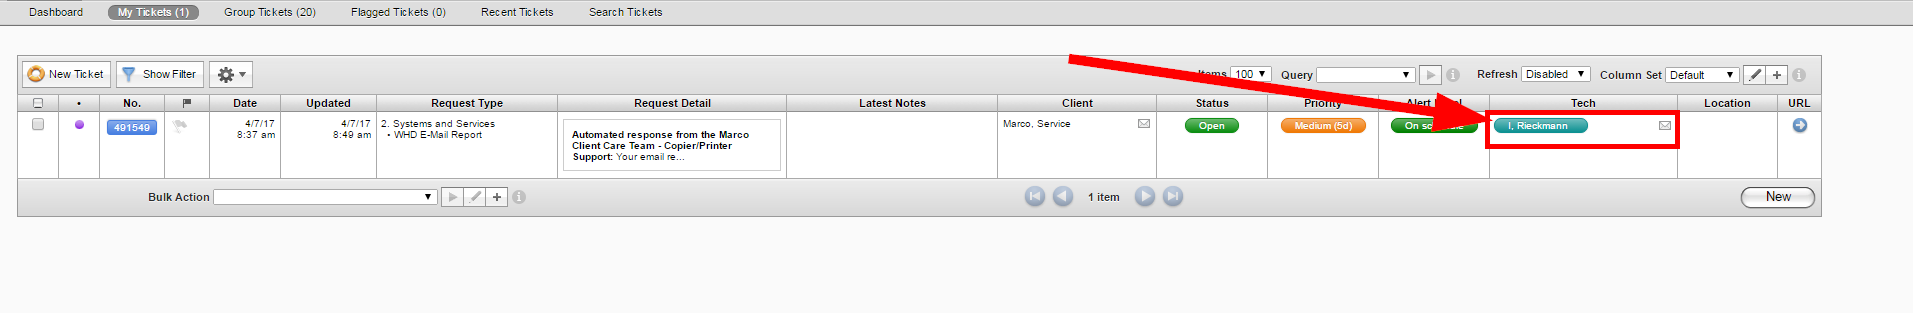 Dashboard My Tickets (1) Group Tickets (20) Flagged Tickets (0) Recent Tickets Search Tickets
New Ticket Show Filter Items 100 Query Refresh Disabled Column Set Default
No. Date Updated Request Type Request Detail Latest Notes Client Status Priority Tech Location URL
491549 4/7/17 4/7/17 2. Systems and Services Marco, Service Open Medium (5d) On I, Rieckmann
8:37 am 8:49 am • WHD E-Mail Report Automated response from the Marco
Client Care Team - Copier/Printer
Support: Your email re...
Bulk Action 1 item New